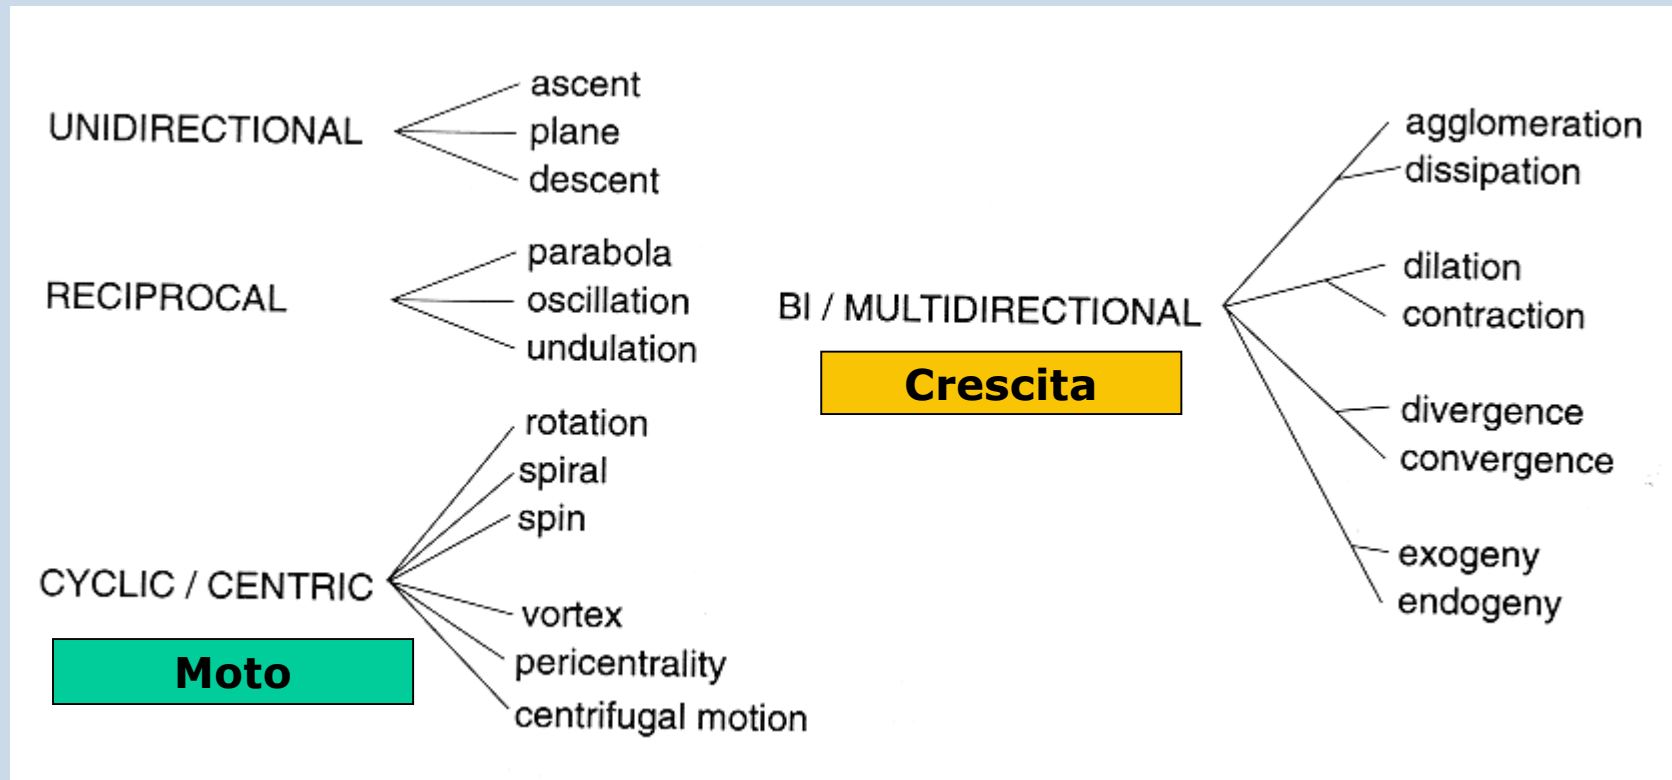 UNIDIRECTIONAL
ascent
plane
descent
RECIPROCAL
parabola
oscillation
undulation
CYCLIC / CENTRIC
rotation
spiral
spin
vortex
pericentrality
centrifugal motion
Moto
BI / MULTIDIRECTIONAL
Crescita
agglomeration
dissipation
dilation
contraction
divergence
convergence
exogeny
endogeny